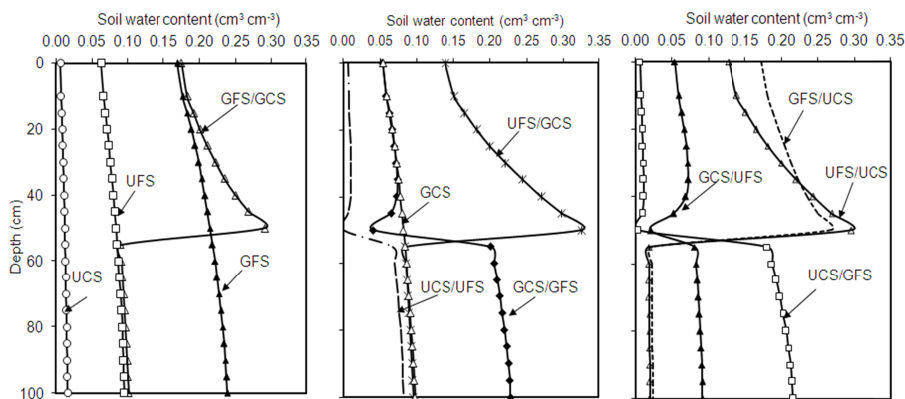 Soil water content (cm³ cm⁻³)
0.00 0.05 0.10 0.15 0.20 0.25 0.30 0.35
0
20
40
60
80
100
Depth (cm)
GFS/GCS
UFS
GFS
UCS
Soil water content (cm³ cm⁻³)
0.00 0.05 0.10 0.15 0.20 0.25 0.30 0.35
UFS/GCS
GCS
UCS/UFS
GCS/GFS
Soil water content (cm³ cm⁻³)
0.00 0.05 0.10 0.15 0.20 0.25 0.30 0.35
GFS/UCS
GCS/UFS
UFS/UCS
UCS/GFS